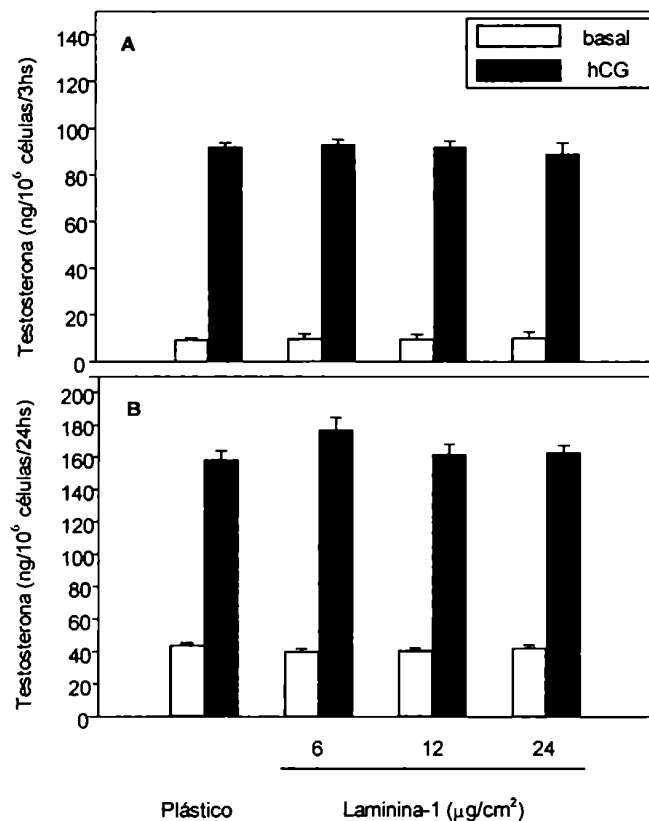 A
basal
hCG
Testosterona (ng/10⁶ células/3hs)
140
120
100
80
60
40
20
0
B
Testosterona (ng/10⁶ células/24hs)
200
180
160
140
120
100
80
60
40
20
0
6 12 24
Plástico Laminina-1 (μg/cm²)